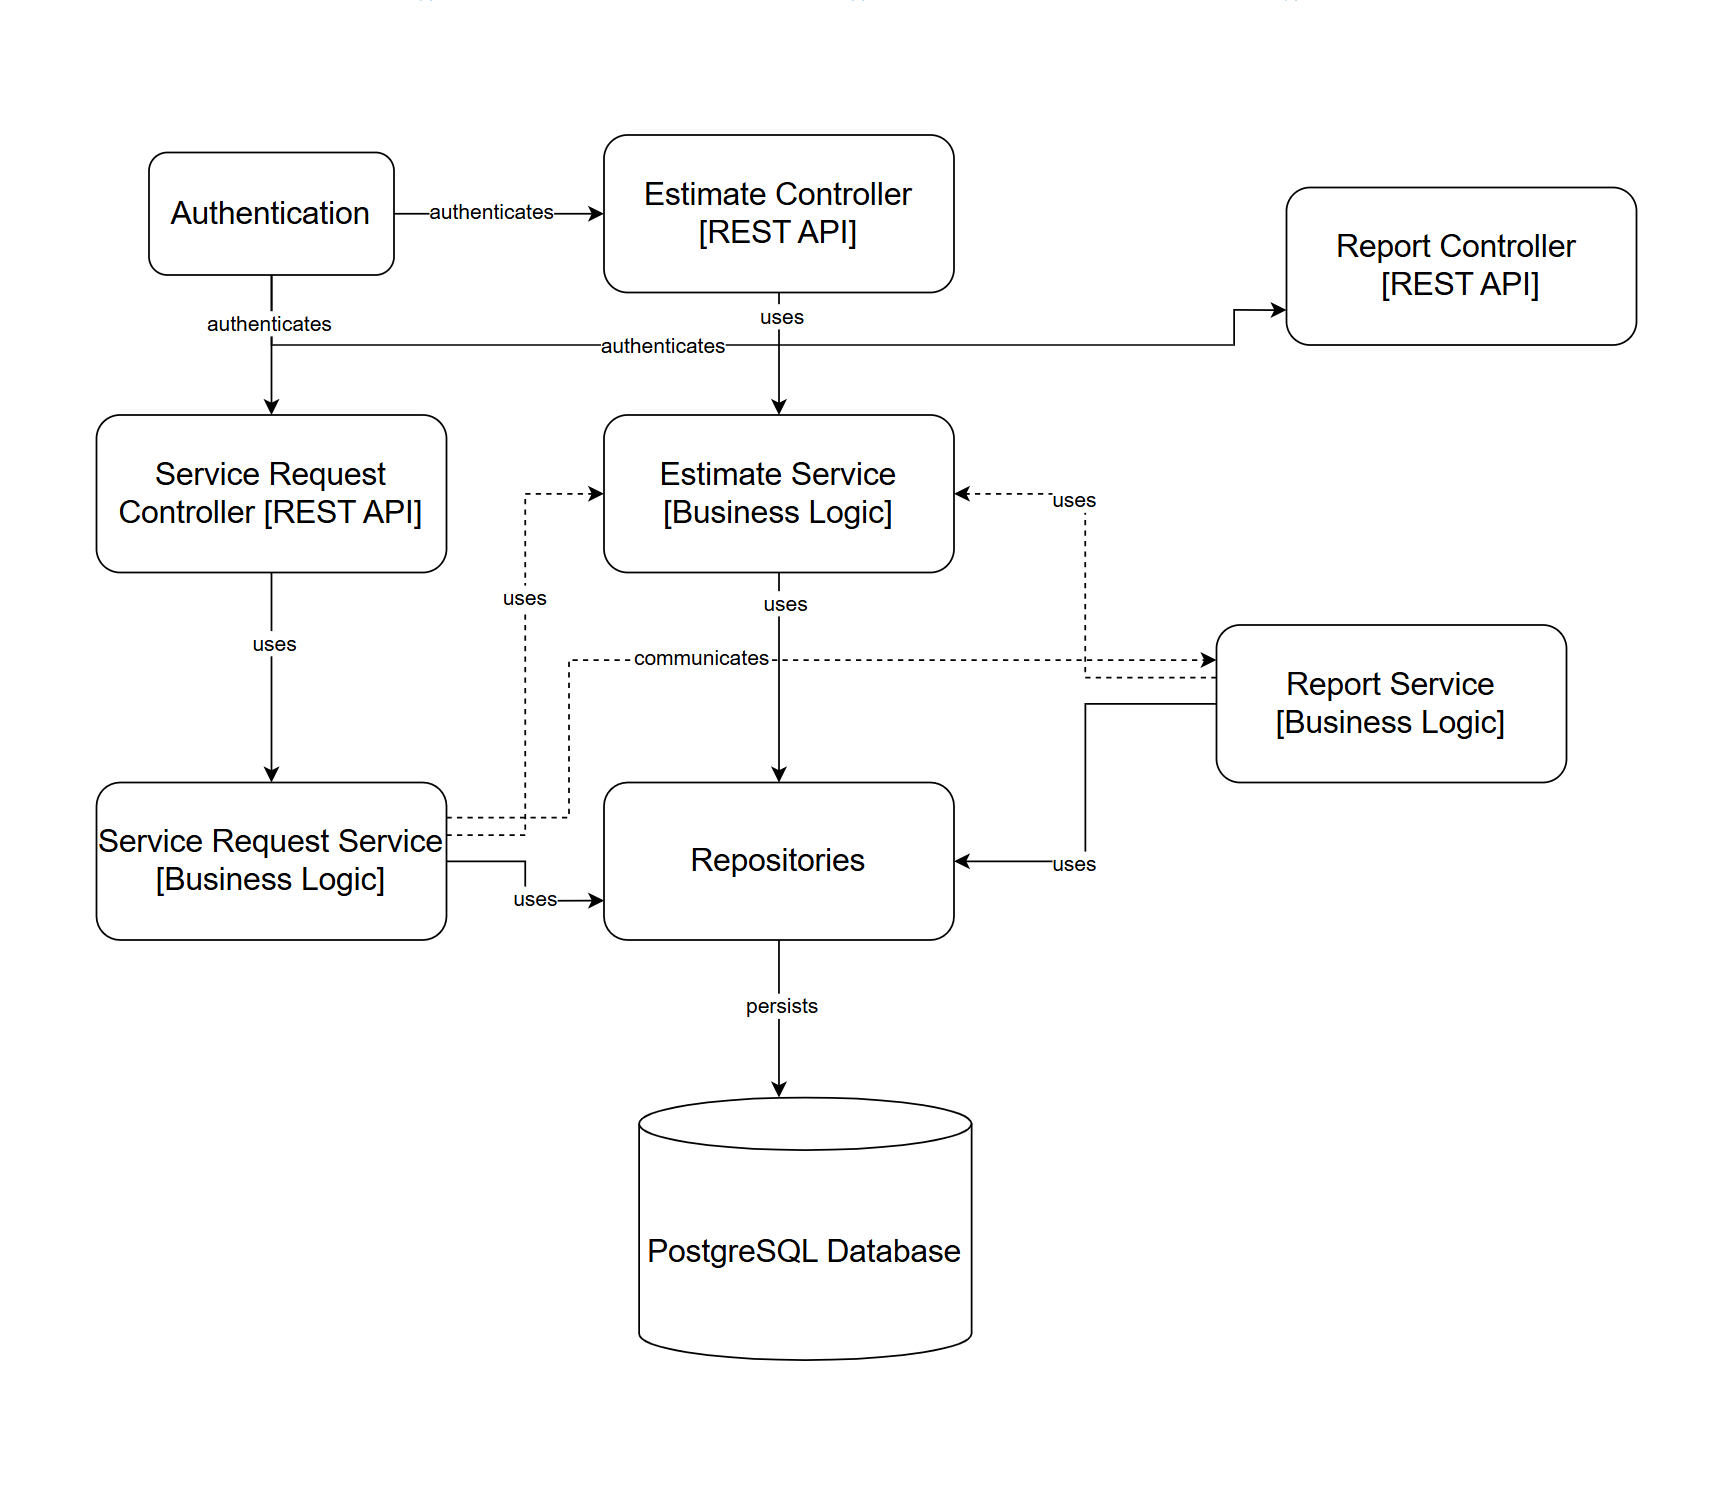 Authentication
authenticates
Estimate Controller
[REST API]
Report Controller
[REST API]
authenticates
uses
authenticates
Service Request
Controller [REST API]
Estimate Service
[Business Logic]
uses
uses
uses
uses
communicates
Report Service
[Business Logic]
Service Request Service
[Business Logic]
Repositories
uses
uses
persists
PostgreSQL Database